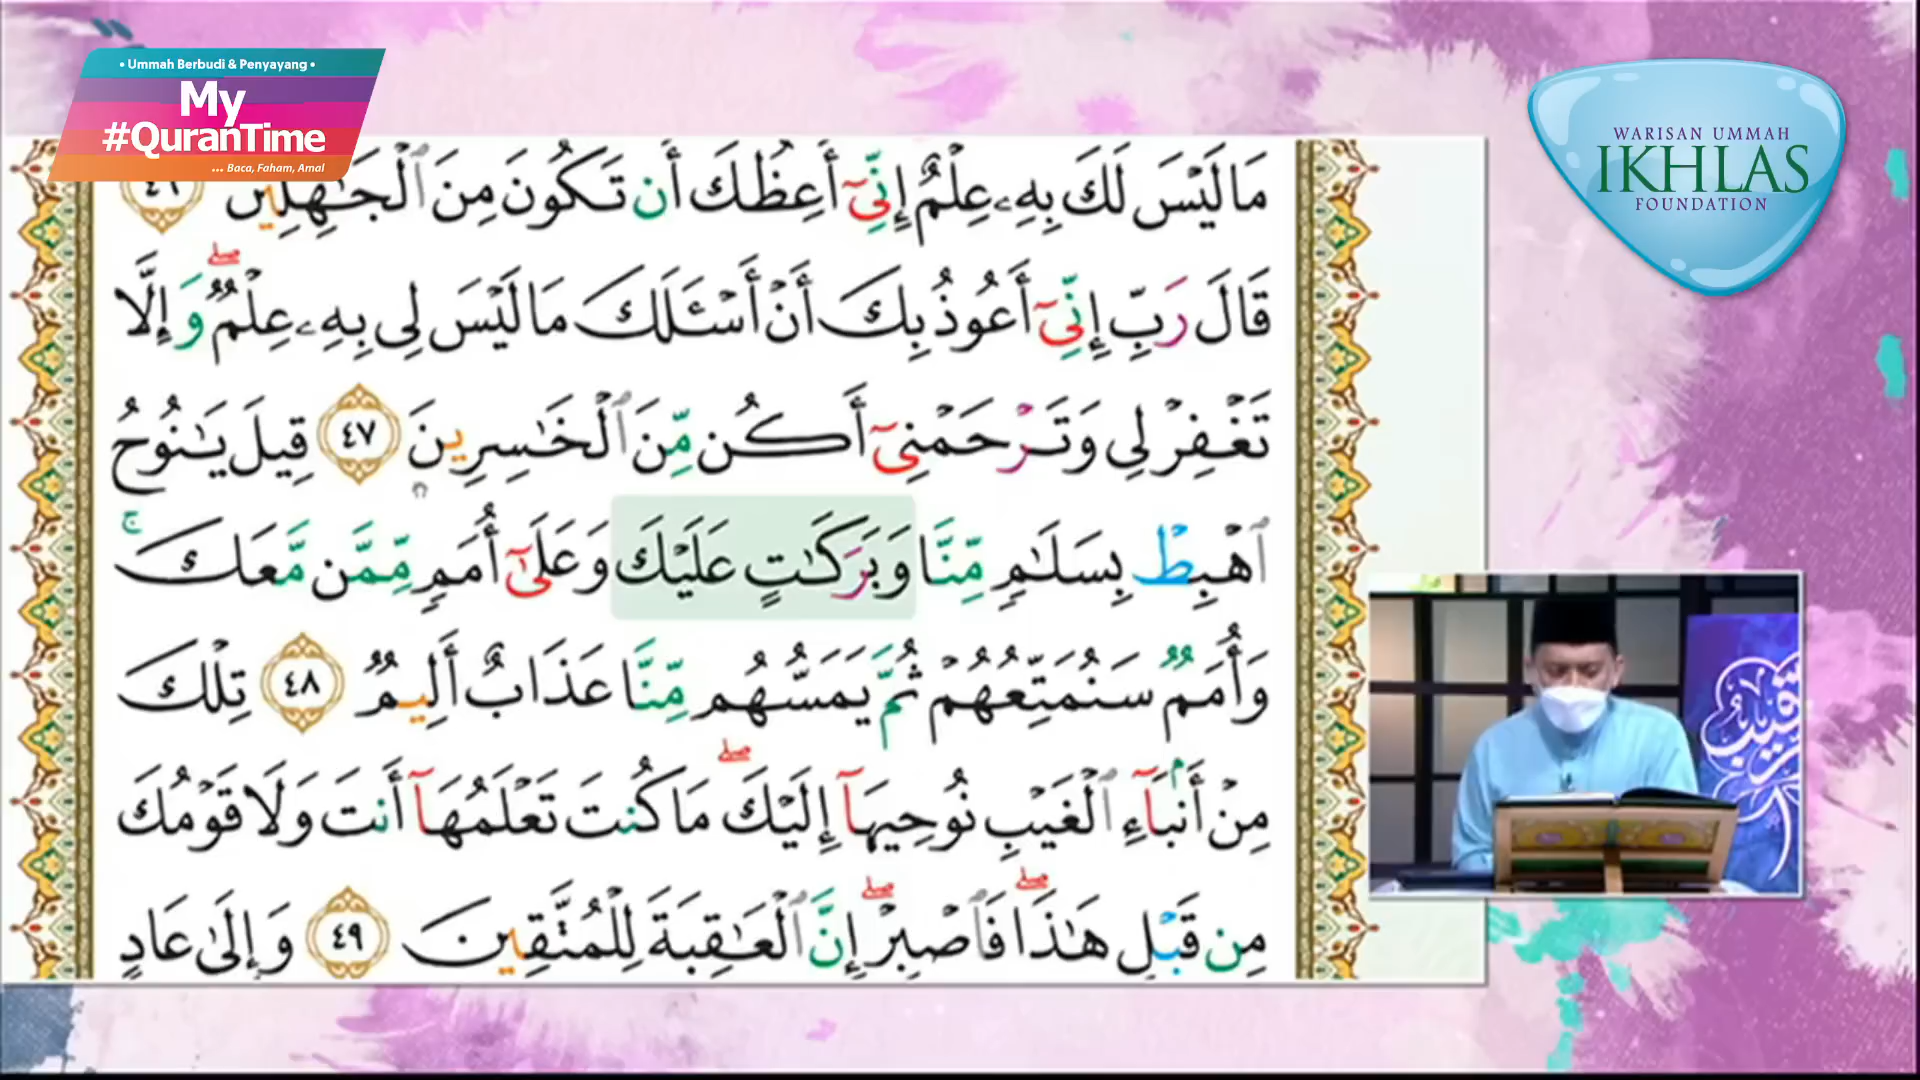 • Ummah Berbudi & Penyayang •
My
#QuranTime
... Baca, Faham, Amal
WARISAN UMMAH
IKHLAS
FOUNDATION
مَا لَيْسَ لَكَ بِهِۦ عِلْمٌ إِنِّىٓ أَعِظُكَ أَن تَكُونَ مِنَ ٱلْجَـٰهِلِينَ ٤٦
قَالَ رَبِّ إِنِّىٓ أَعُوذُ بِكَ أَنْ أَسْـَٔلَكَ مَا لَيْسَ لِى بِهِۦ عِلْمٌ ۖ وَإِلَّا
تَغْفِرْ لِى وَتَرْحَمْنِىٓ أَكُن مِّنَ ٱلْخَـٰسِرِينَ ٤٧ قِيلَ يَـٰنُوحُ
ٱهْبِطْ بِسَلَـٰمٍ مِّنَّا وَبَرَكَـٰتٍ عَلَيْكَ وَعَلَىٰٓ أُمَمٍ مِّمَّن مَّعَكَ ۚ
وَأُمَمٌ سَنُمَتِّعُهُمْ ثُمَّ يَمَسُّهُم مِّنَّا عَذَابٌ أَلِيمٌ ٤٨ تِلْكَ
مِنْ أَنۢبَآءِ ٱلْغَيْبِ نُوحِيهَآ إِلَيْكَ ۖ مَا كُنتَ تَعْلَمُهَآ أَنتَ وَلَا قَوْمُكَ
مِن قَبْلِ هَـٰذَا ۖ فَٱصْبِرْ ۖ إِنَّ ٱلْعَـٰقِبَةَ لِلْمُتَّقِينَ ٤٩ وَإِلَىٰ عَادٍ